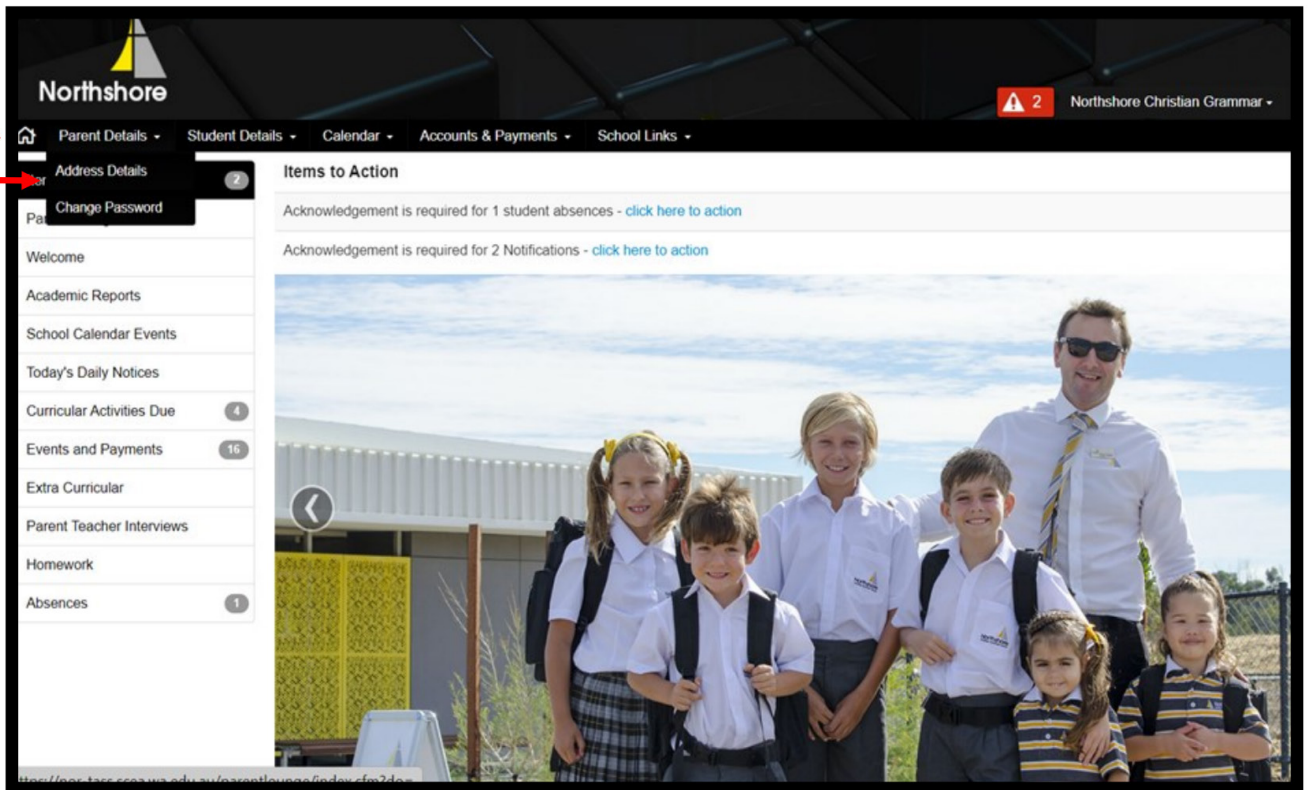 Northshore
2 Northshore Christian Grammar
Parent Details Student Details Calendar Accounts & Payments School Links
Address Details
Change Password
2
Welcome
Academic Reports
School Calendar Events
Today's Daily Notices
Curricular Activities Due 4
Events and Payments 16
Extra Curricular
Parent Teacher Interviews
Homework
Absences 1
Items to Action
Acknowledgement is required for 1 student absences - click here to action
Acknowledgement is required for 2 Notifications - click here to action